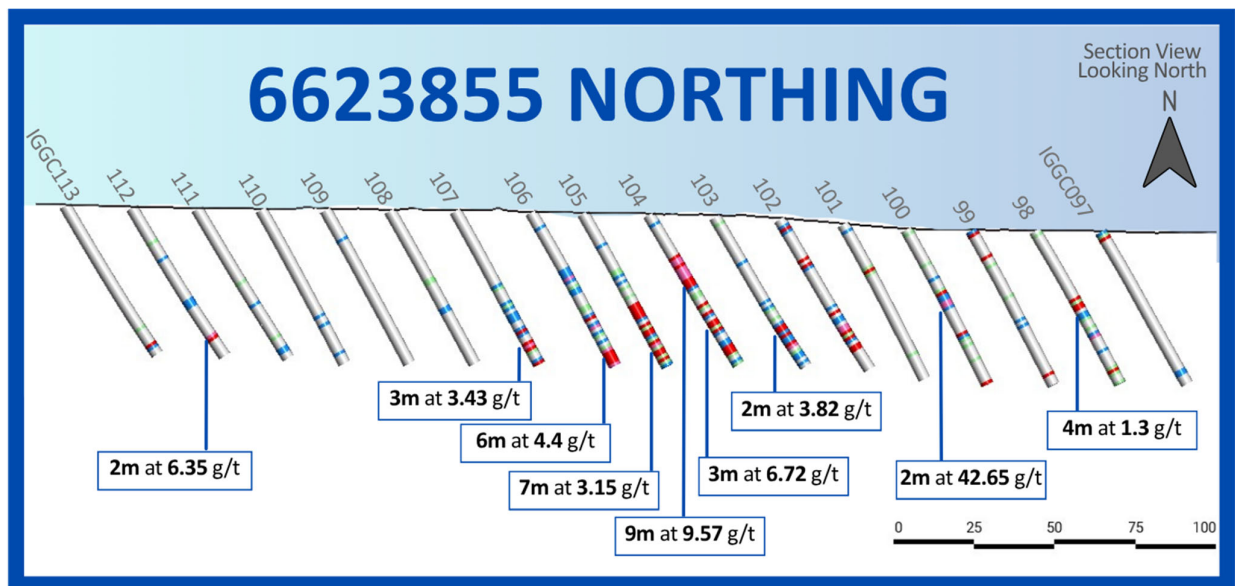 6623855 NORTHING
Section View
Looking North
N
IGGC113
112
111
110
109
108
107
106
105
104
103
102
101
100
99
98
IGGC097
3m at 3.43 g/t
2m at 3.82 g/t
4m at 1.3 g/t
6m at 4.4 g/t
2m at 6.35 g/t
3m at 6.72 g/t
2m at 42.65 g/t
7m at 3.15 g/t
9m at 9.57 g/t
0 25 50 75 100